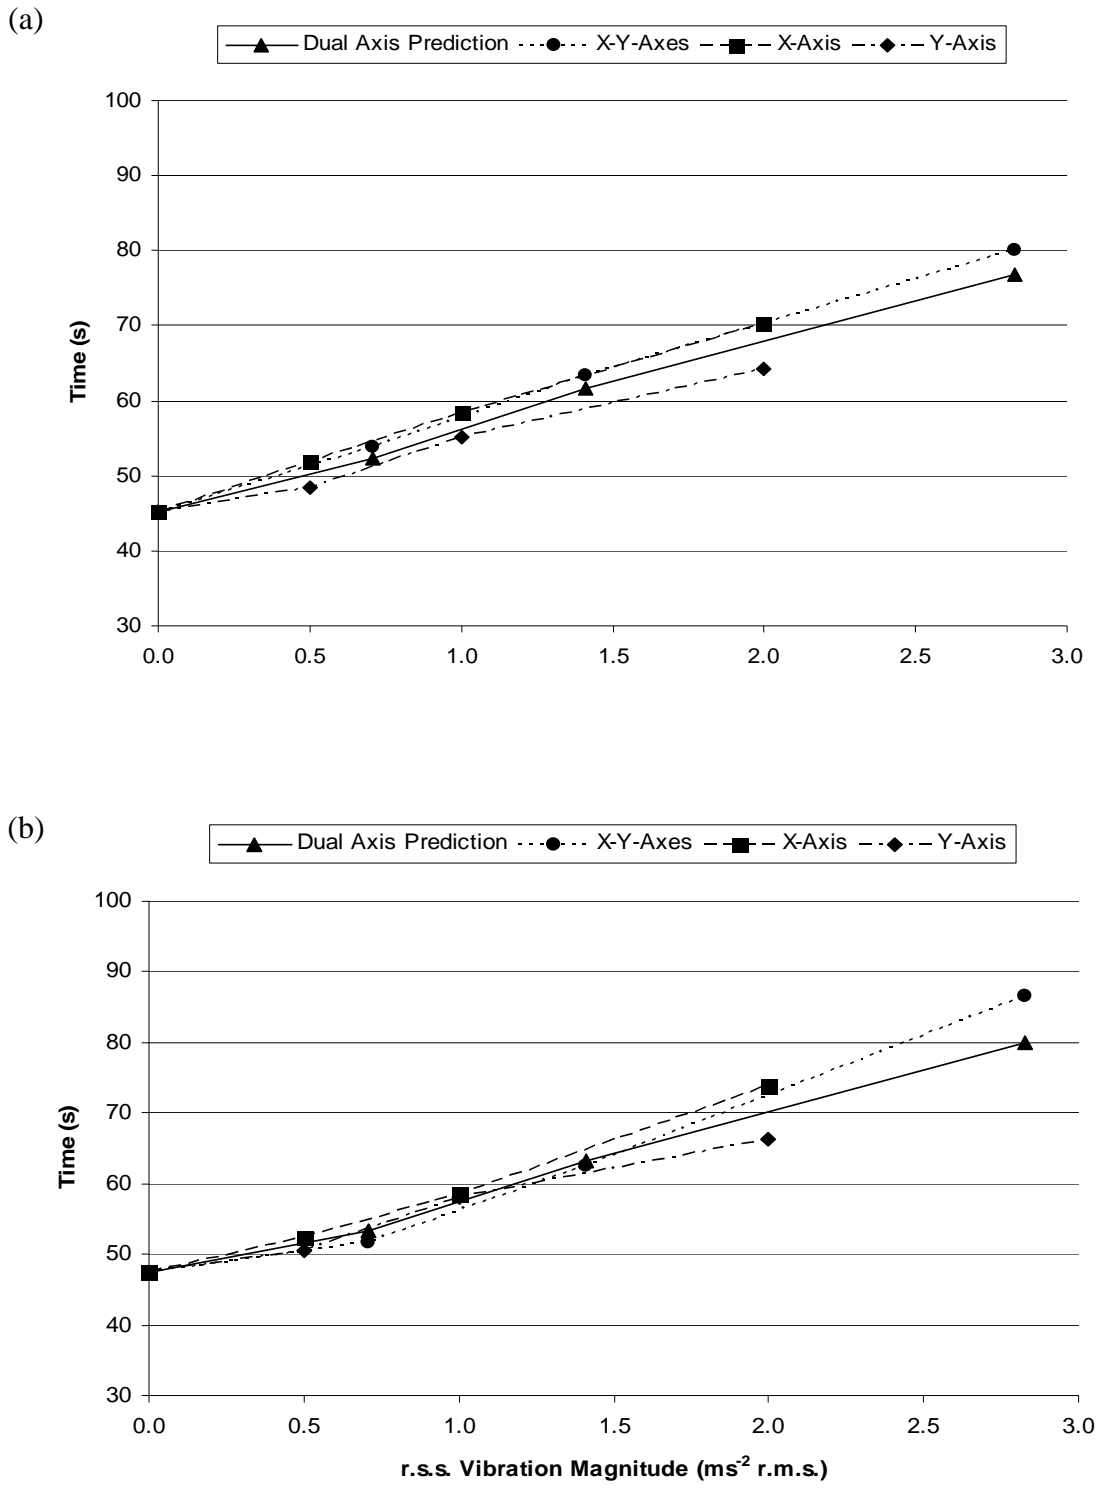 (a)
Dual Axis Prediction X-Y-Axes X-Axis Y-Axis
100
90
80
70
60
50
40
30
Time (s)
0.0 0.5 1.0 1.5 2.0 2.5 3.0
(b)
Dual Axis Prediction X-Y-Axes X-Axis Y-Axis
100
90
80
70
60
50
40
30
Time (s)
0.0 0.5 1.0 1.5 2.0 2.5 3.0
r.s.s. Vibration Magnitude (ms⁻² r.m.s.)